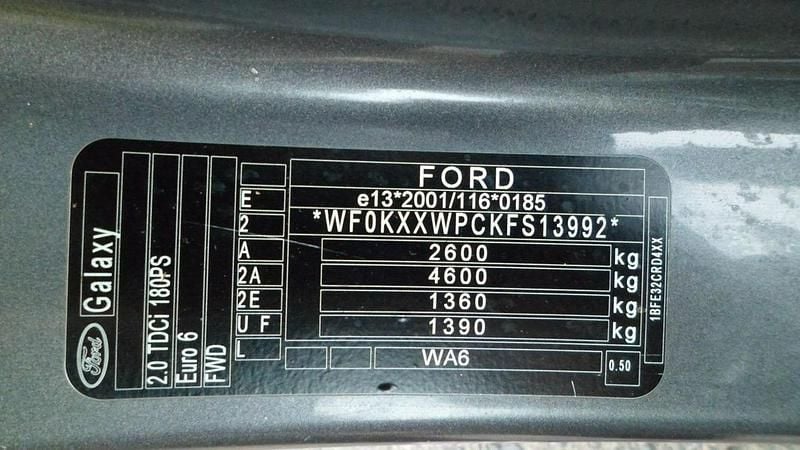 Ford
Galaxy
2.0 TDCi 180PS
Euro 6
FWD
FORD
E e13*2001/116*0185
2 *WF0KXXWPCKFS13992*
A 2600 kg
2A 4600 kg
2E 1360 kg
U F 1390 kg
L WA6 0.50
1BFE32CRD4XX